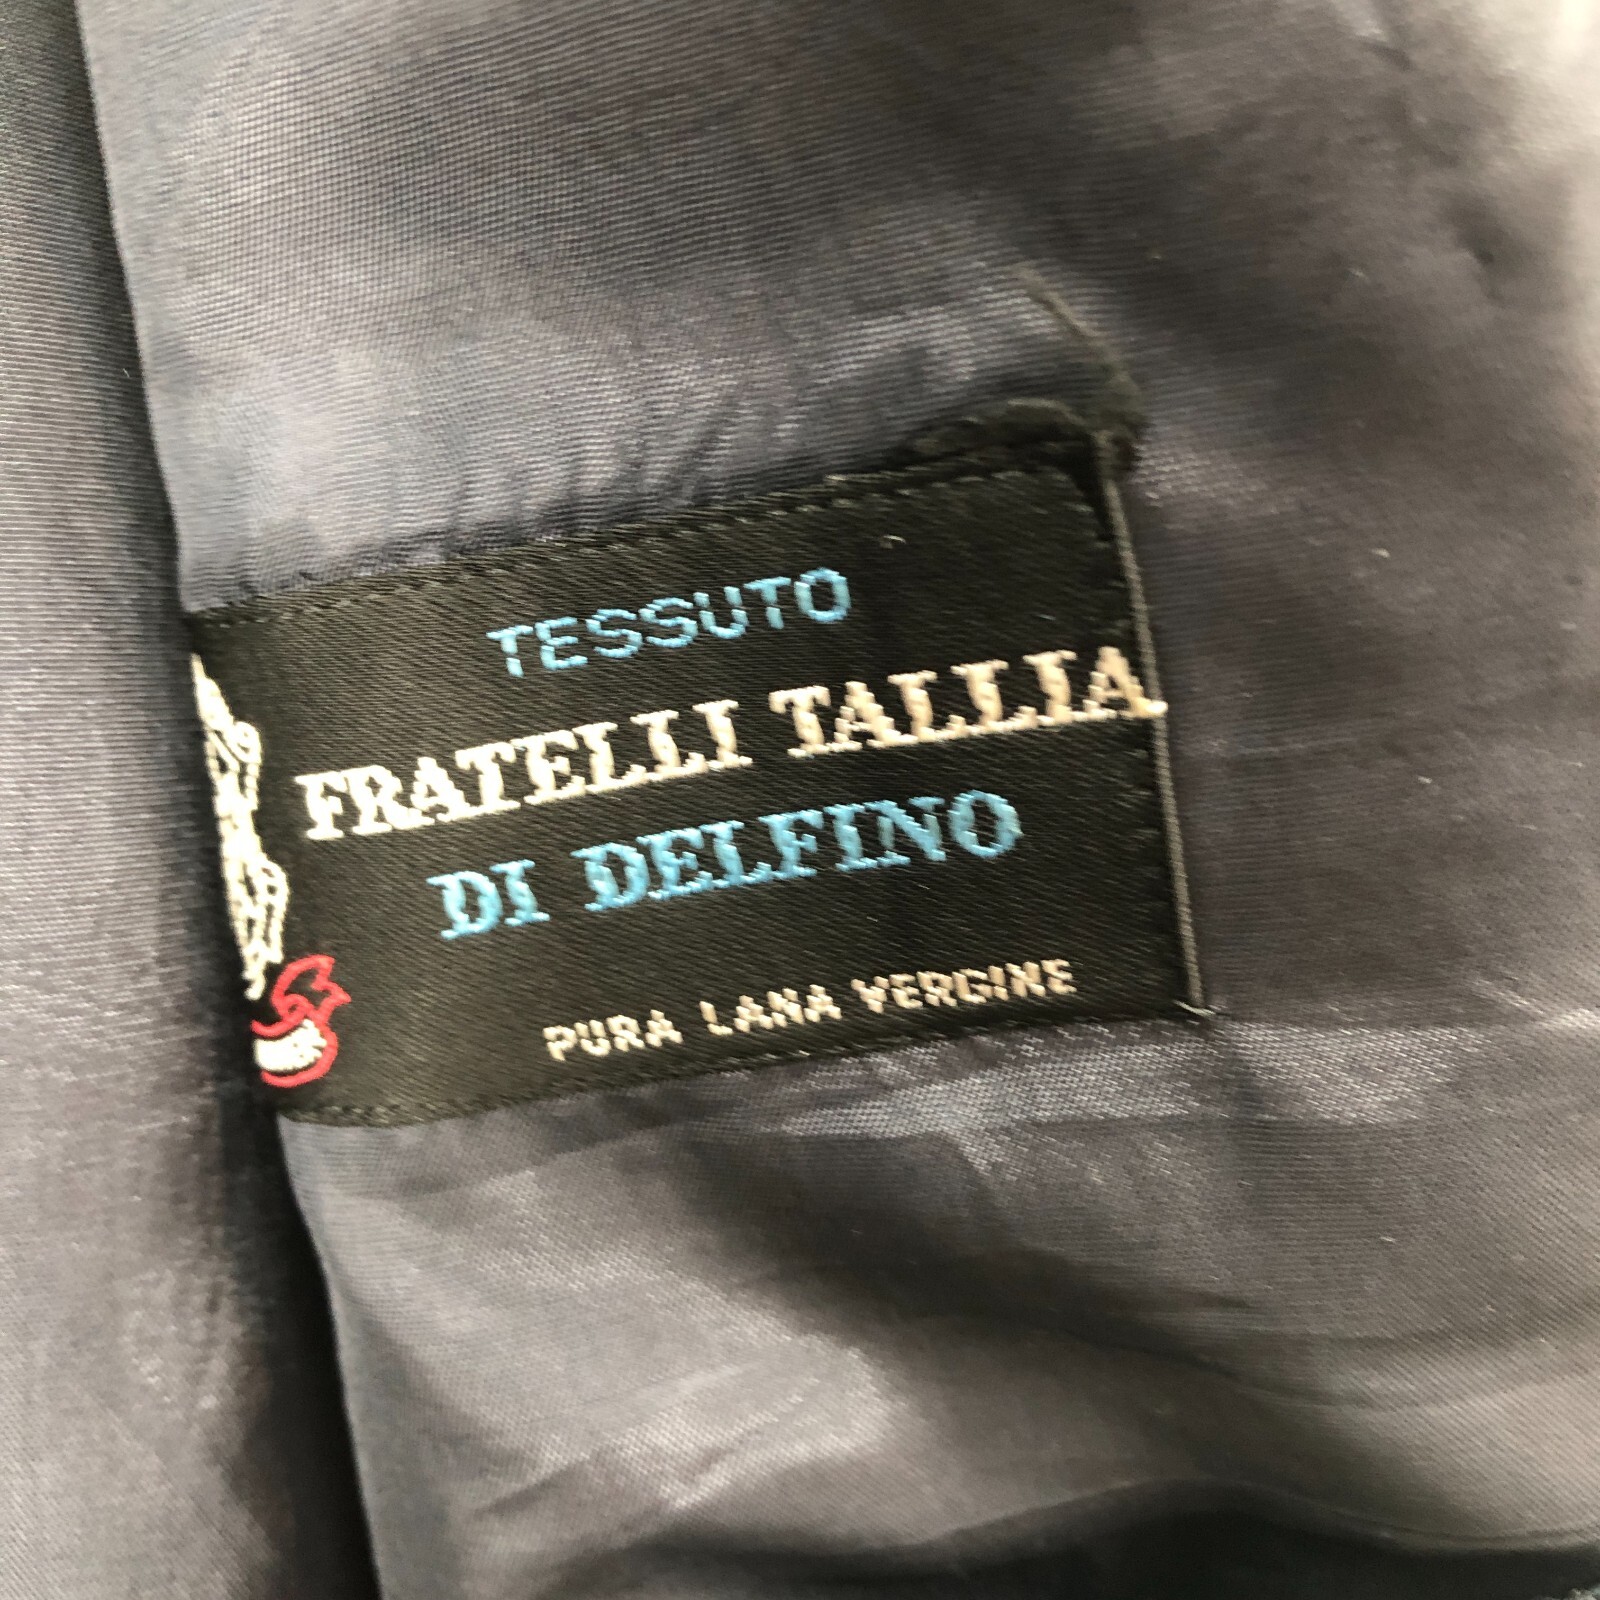 TESSUTO
FRATELLI TALLIA
DI DELFINO
PURA LANA VERGINE